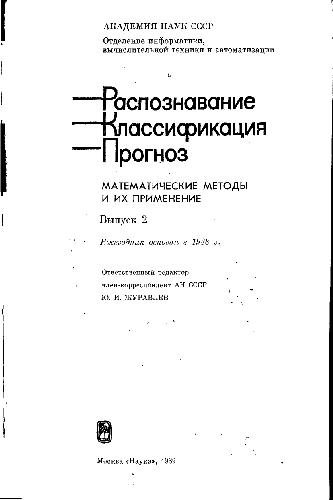 АКАДЕМИЯ НАУК СССР
Отделение информатики,
вычислительной техники и автоматизации
Распознавание
Классификация
Прогноз
МАТЕМАТИЧЕСКИЕ МЕТОДЫ
И ИХ ПРИМЕНЕНИЕ
Выпуск 2
Ежегодник основан в 1988 г.
Ответственный редактор
член-корреспондент АН СССР
Ю. И. ЖУРАВЛЕВ
Москва «Наука», 1989